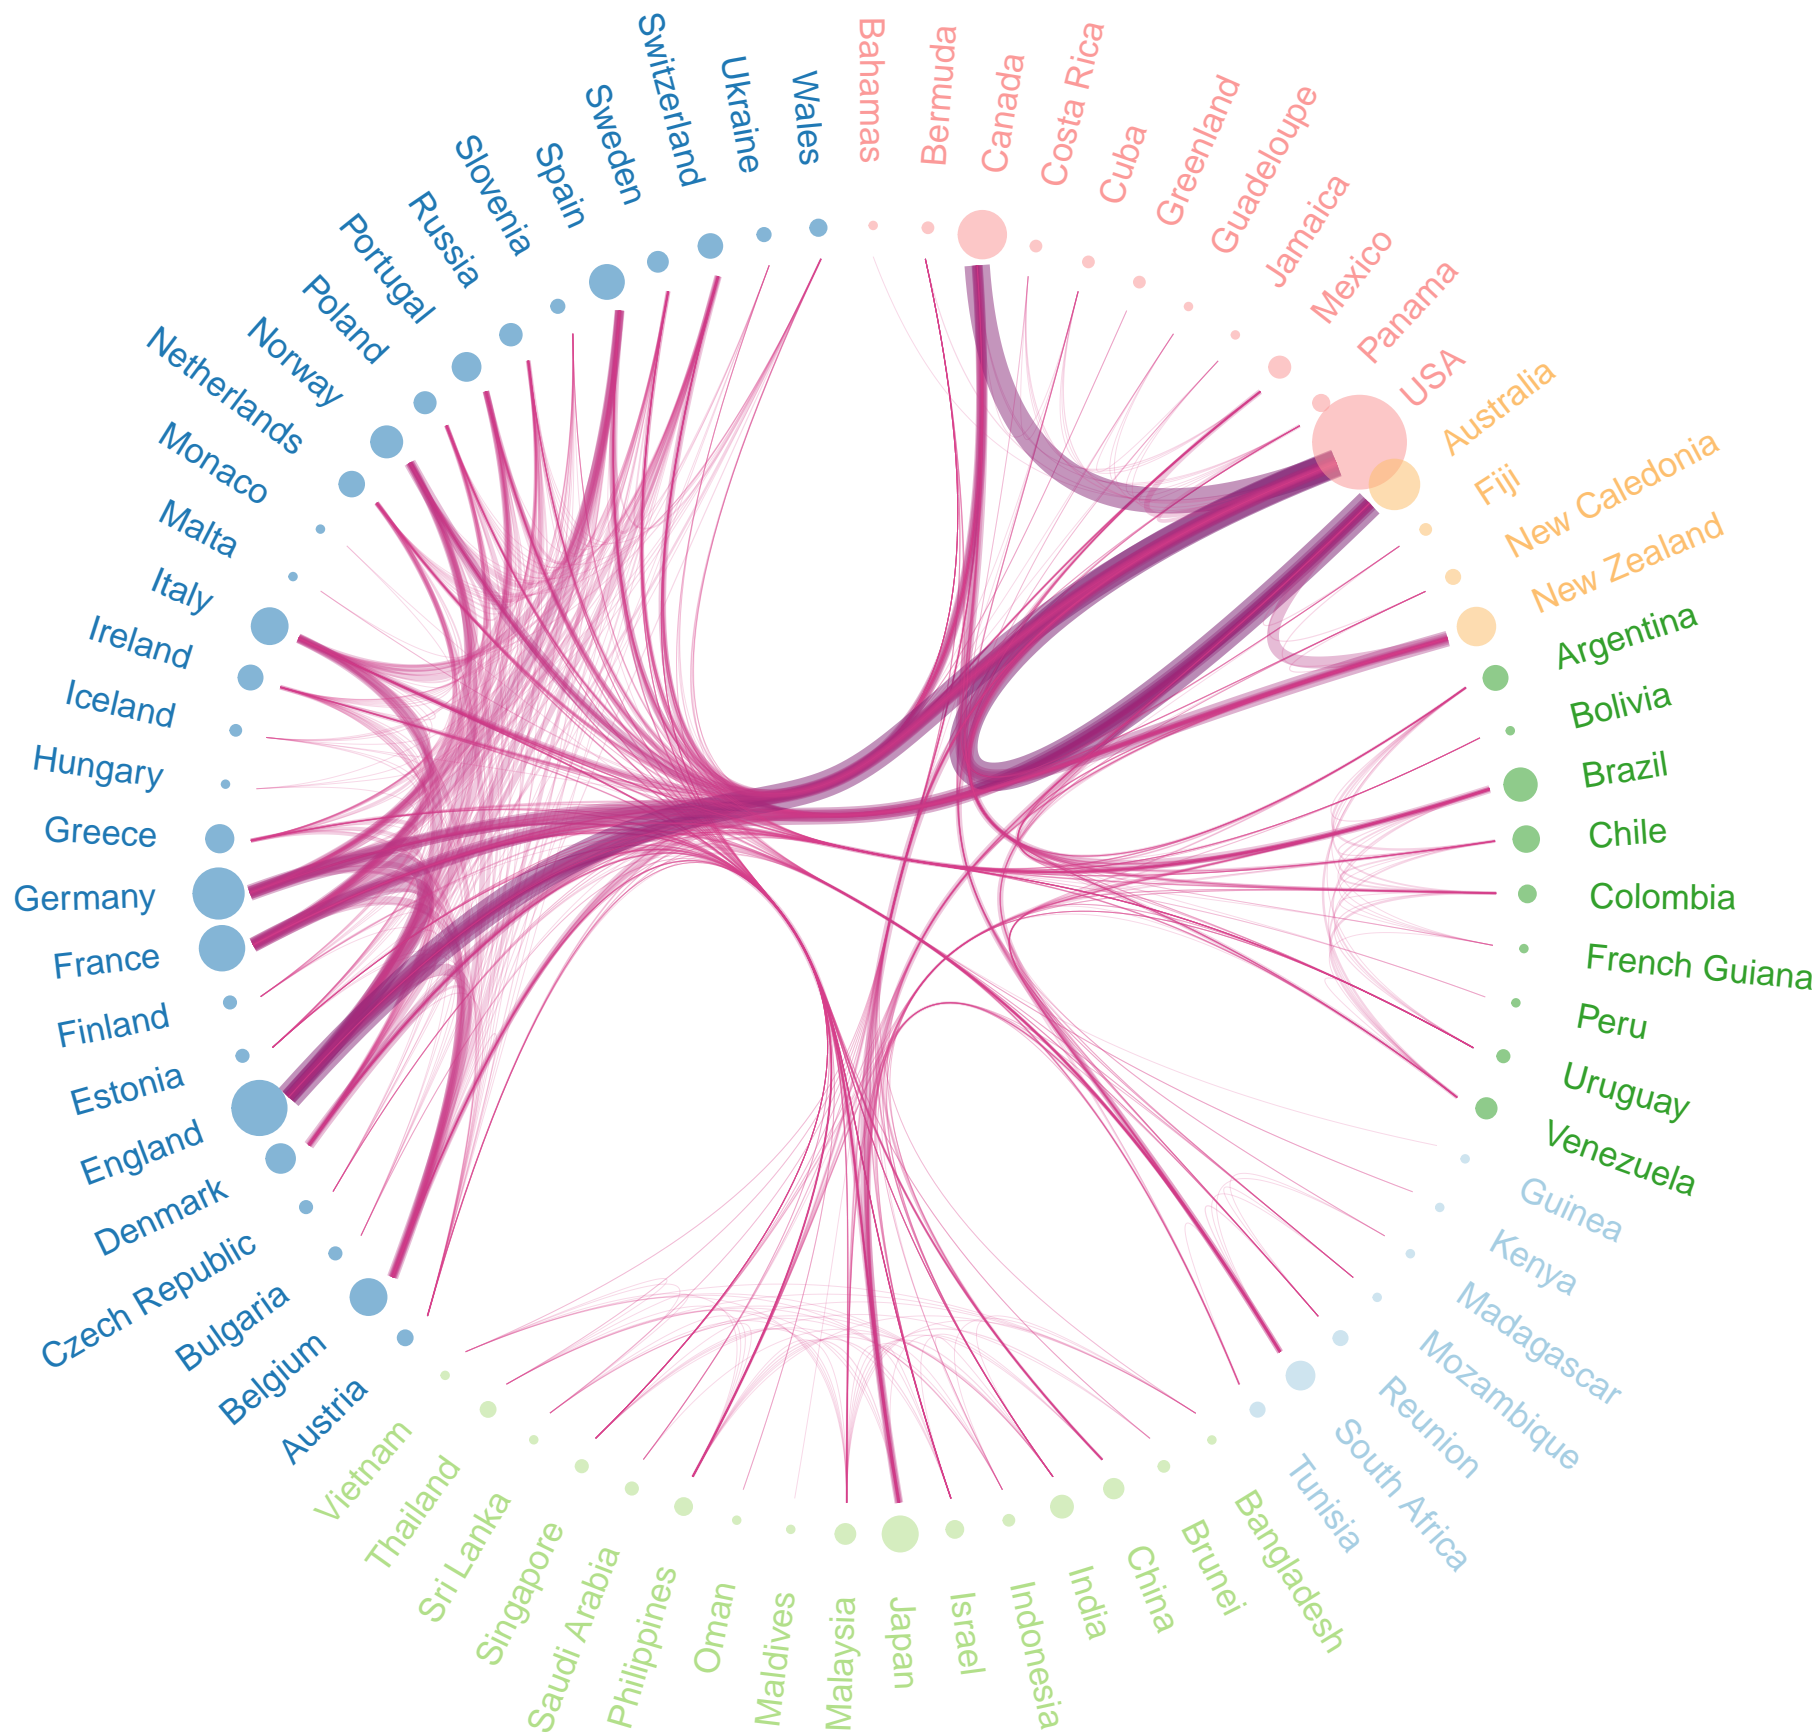 Bahamas
Bermuda
Canada
Costa Rica
Cuba
Greenland
Guadeloupe
Jamaica
Mexico
Panama
USA
Australia
Fiji
New Caledonia
New Zealand
Argentina
Bolivia
Brazil
Chile
Colombia
French Guiana
Peru
Uruguay
Venezuela
Guinea
Kenya
Madagascar
Mozambique
Reunion
South Africa
Tunisia
Bangladesh
Brunei
China
India
Indonesia
Israel
Japan
Malaysia
Maldives
Oman
Philippines
Saudi Arabia
Singapore
Sri Lanka
Thailand
Vietnam
Austria
Belgium
Bulgaria
Czech Republic
Denmark
England
Estonia
Finland
France
Germany
Greece
Hungary
Iceland
Ireland
Italy
Malta
Monaco
Netherlands
Norway
Poland
Portugal
Russia
Slovenia
Spain
Sweden
Switzerland
Ukraine
Wales